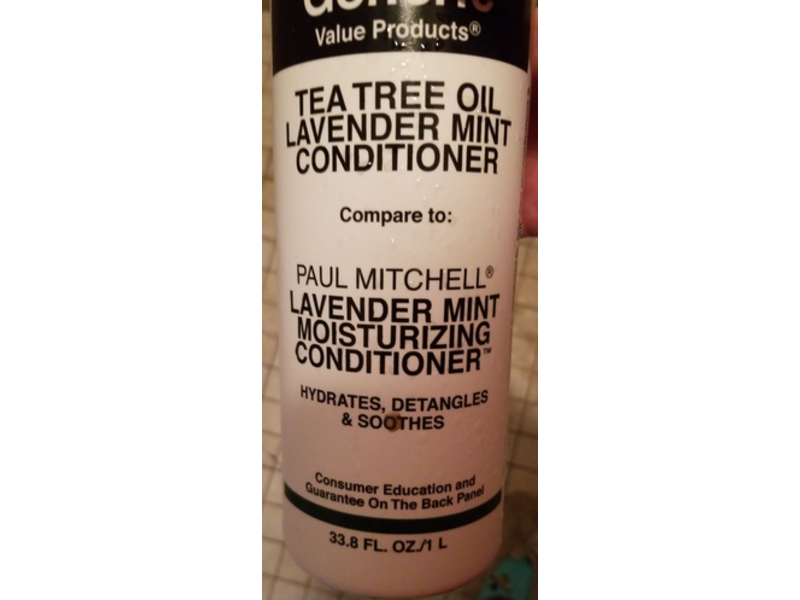 Value Products®
TEA TREE OIL
LAVENDER MINT
CONDITIONER
Compare to:
PAUL MITCHELL®
LAVENDER MINT
MOISTURIZING
CONDITIONER™
HYDRATES, DETANGLES
& SOOTHES
Consumer Education and
Guarantee On The Back Panel
33.8 FL. OZ./1 L